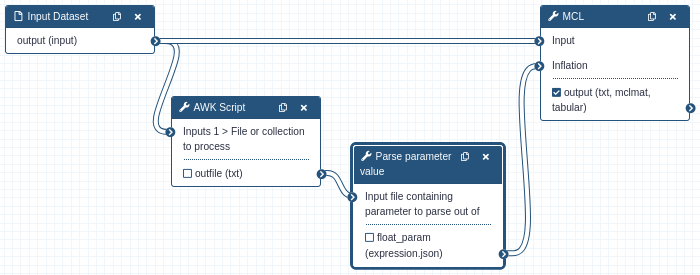 Input Dataset
output (input)
AWK Script
Inputs 1 > File or collection
to process
outfile (txt)
Parse parameter
value
Input file containing
parameter to parse out of
float_param
(expression.json)
MCL
Input
Inflation
output (txt, mclmat,
tabular)